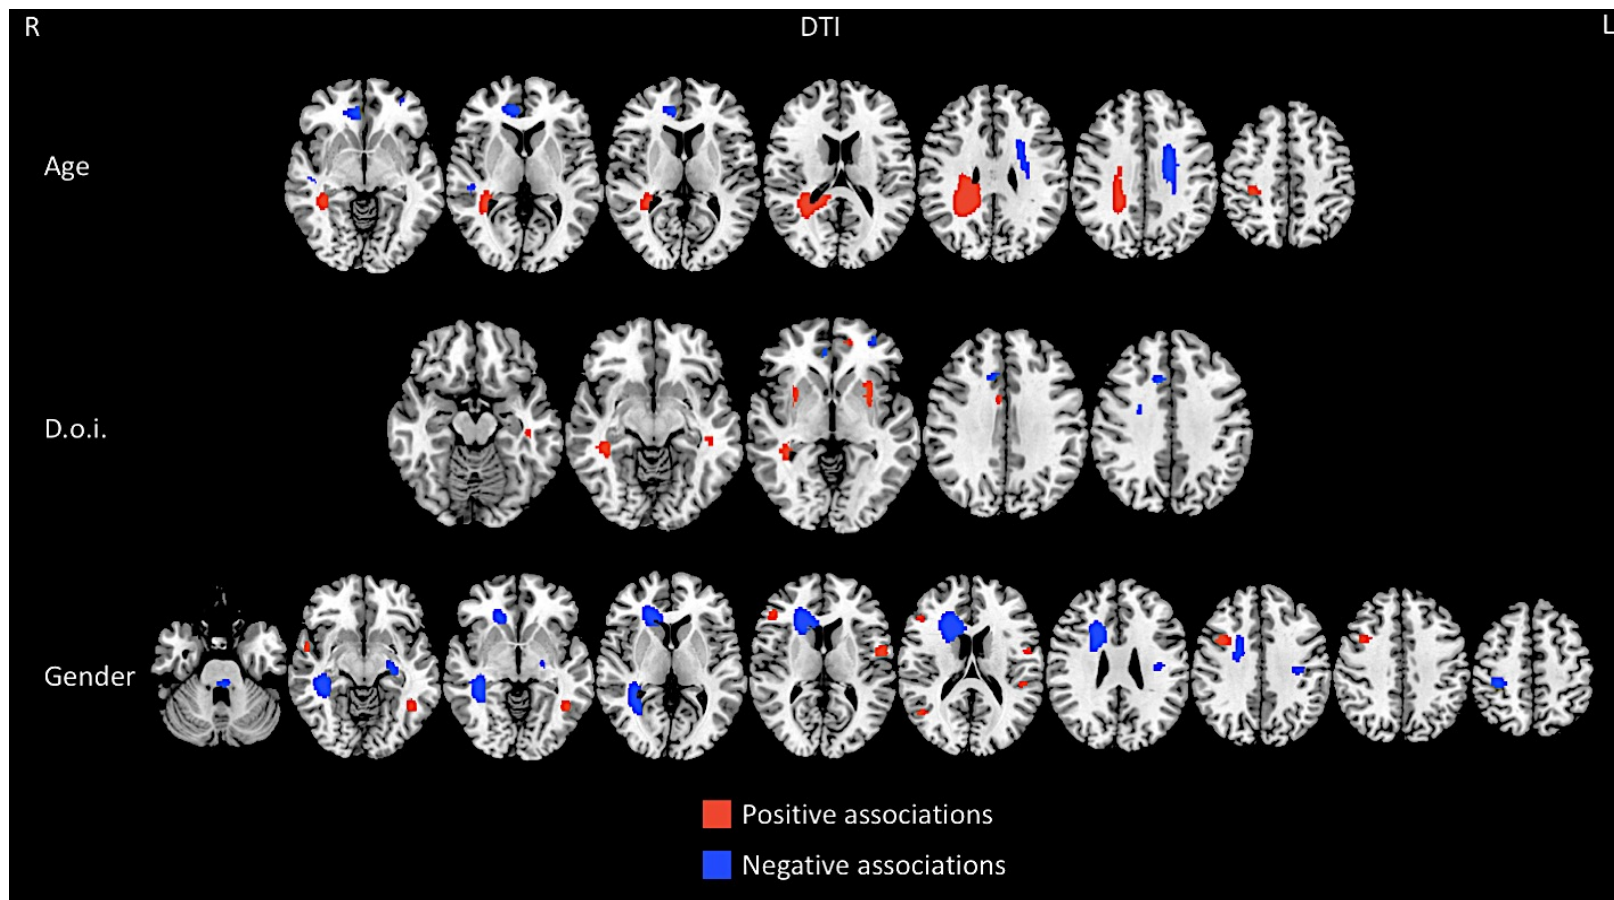 R DTI L
Age
D.o.i.
Gender
Positive associations
Negative associations